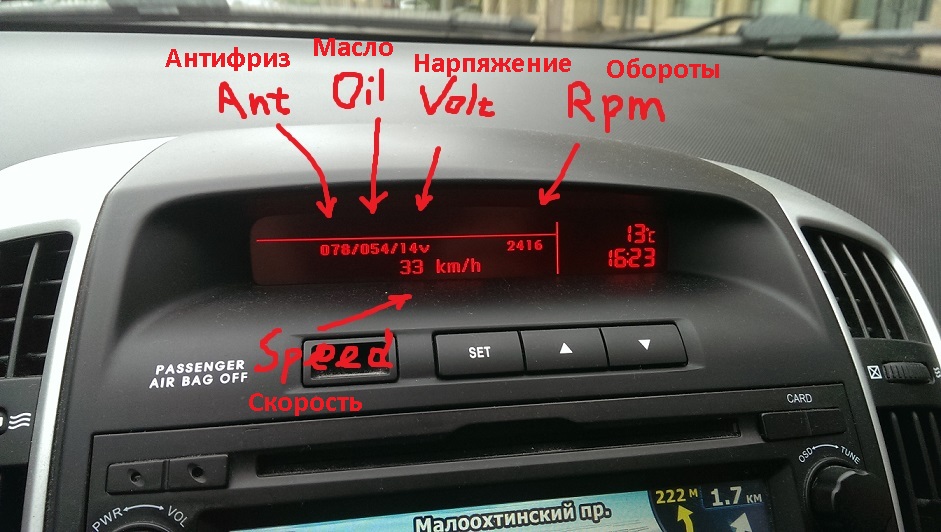 Антифриз Масло Нарпяжение Обороты
Ant Oil Volt Rpm
13℃
078/054/14v 2416
33 km/h
16:23
Speed
Скорость
PASSENGER
AIR BAG OFF
SET ▲ ▼
CARD
PWR VOL
OSD TUNE
Малоохтинский пр.
222 М
1.7 КМ